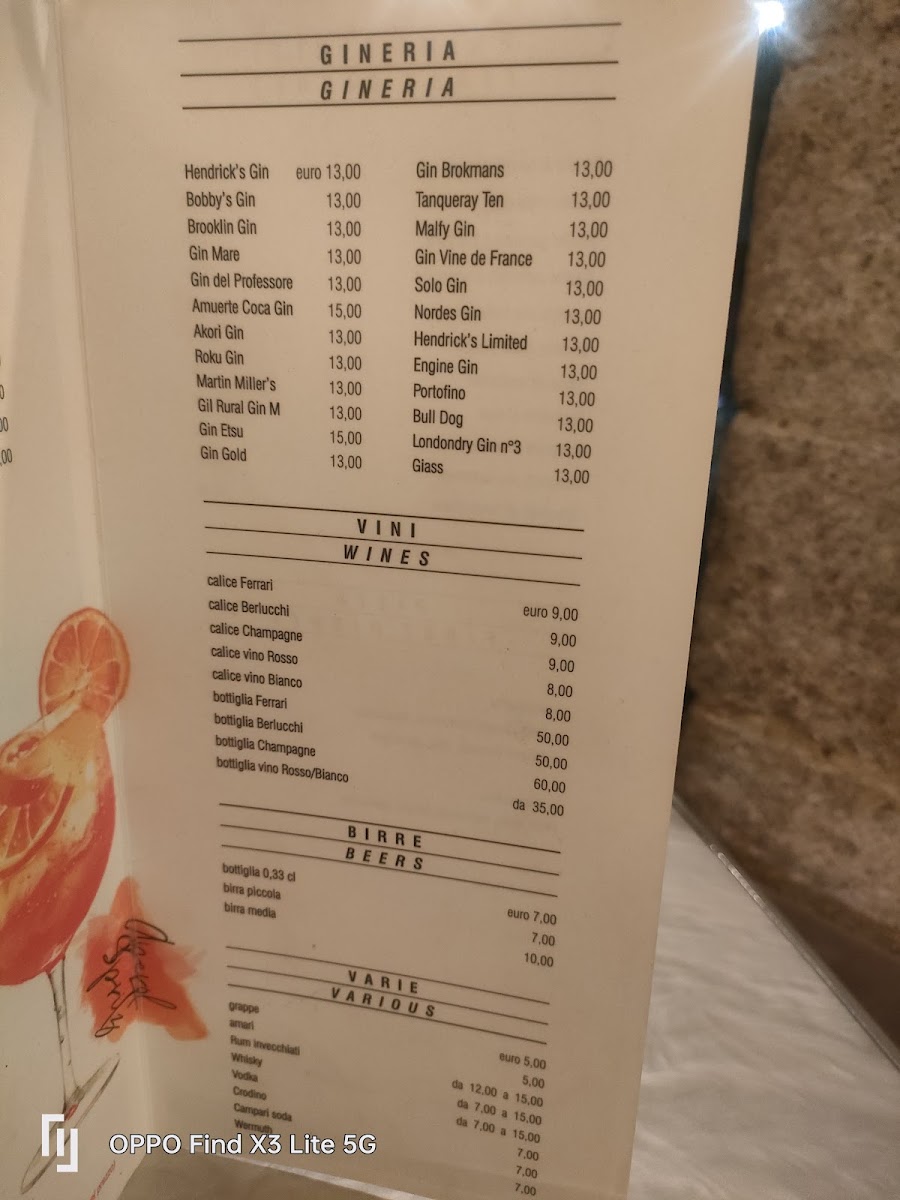 GINERIA
GINERIA
Hendrick's Gin euro 13,00
Bobby's Gin 13,00
Brooklin Gin 13,00
Gin Mare 13,00
Gin del Professore 13,00
Amuerte Coca Gin 15,00
Akori Gin 13,00
Roku Gin 13,00
Martin Miller's 13,00
Gil Rural Gin M 13,00
Gin Etsu 15,00
Gin Gold 13,00
Gin Brokmans 13,00
Tanqueray Ten 13,00
Malfy Gin 13,00
Gin Vine de France 13,00
Solo Gin 13,00
Nordes Gin 13,00
Hendrick's Limited 13,00
Engine Gin 13,00
Portofino 13,00
Bull Dog 13,00
Londondry Gin n°3 13,00
Giass 13,00
VINI
WINES
calice Ferrari euro 9,00
calice Berlucchi 9,00
calice Champagne 9,00
calice vino Rosso 8,00
calice vino Bianco 8,00
bottiglia Ferrari 50,00
bottiglia Berlucchi 50,00
bottiglia Champagne 60,00
bottiglia vino Rosso/Bianco da 35,00
BIRRE
BEERS
bottiglia 0,33 cl euro 7,00
birra piccola 7,00
birra media 10,00
VARIE
VARIOUS
grappe euro 5,00
amari 5,00
Rum invecchiati da 12,00 a 15,00
Whisky da 7,00 a 15,00
Vodka da 7,00 a 15,00
Crodino 7,00
Campari soda 7,00
Wermuth 7,00
0
00
,00
Spritz
OPPO Find X3 Lite 5G